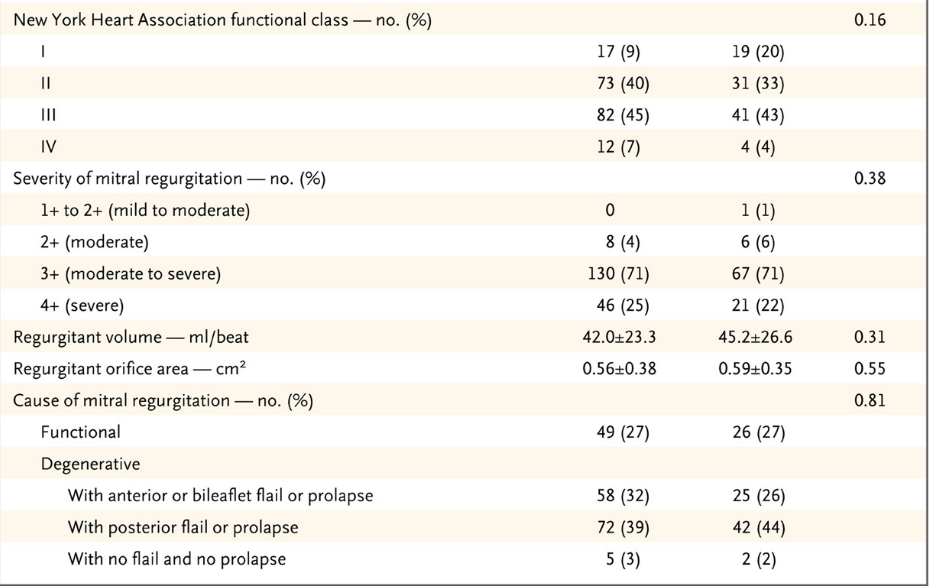 New York Heart Association functional class — no. (%) 0.16
I 17 (9) 19 (20)
II 73 (40) 31 (33)
III 82 (45) 41 (43)
IV 12 (7) 4 (4)
Severity of mitral regurgitation — no. (%) 0.38
1+ to 2+ (mild to moderate) 0 1 (1)
2+ (moderate) 8 (4) 6 (6)
3+ (moderate to severe) 130 (71) 67 (71)
4+ (severe) 46 (25) 21 (22)
Regurgitant volume — ml/beat 42.0±23.3 45.2±26.6 0.31
Regurgitant orifice area — cm² 0.56±0.38 0.59±0.35 0.55
Cause of mitral regurgitation — no. (%) 0.81
Functional 49 (27) 26 (27)
Degenerative
With anterior or bileaflet flail or prolapse 58 (32) 25 (26)
With posterior flail or prolapse 72 (39) 42 (44)
With no flail and no prolapse 5 (3) 2 (2)